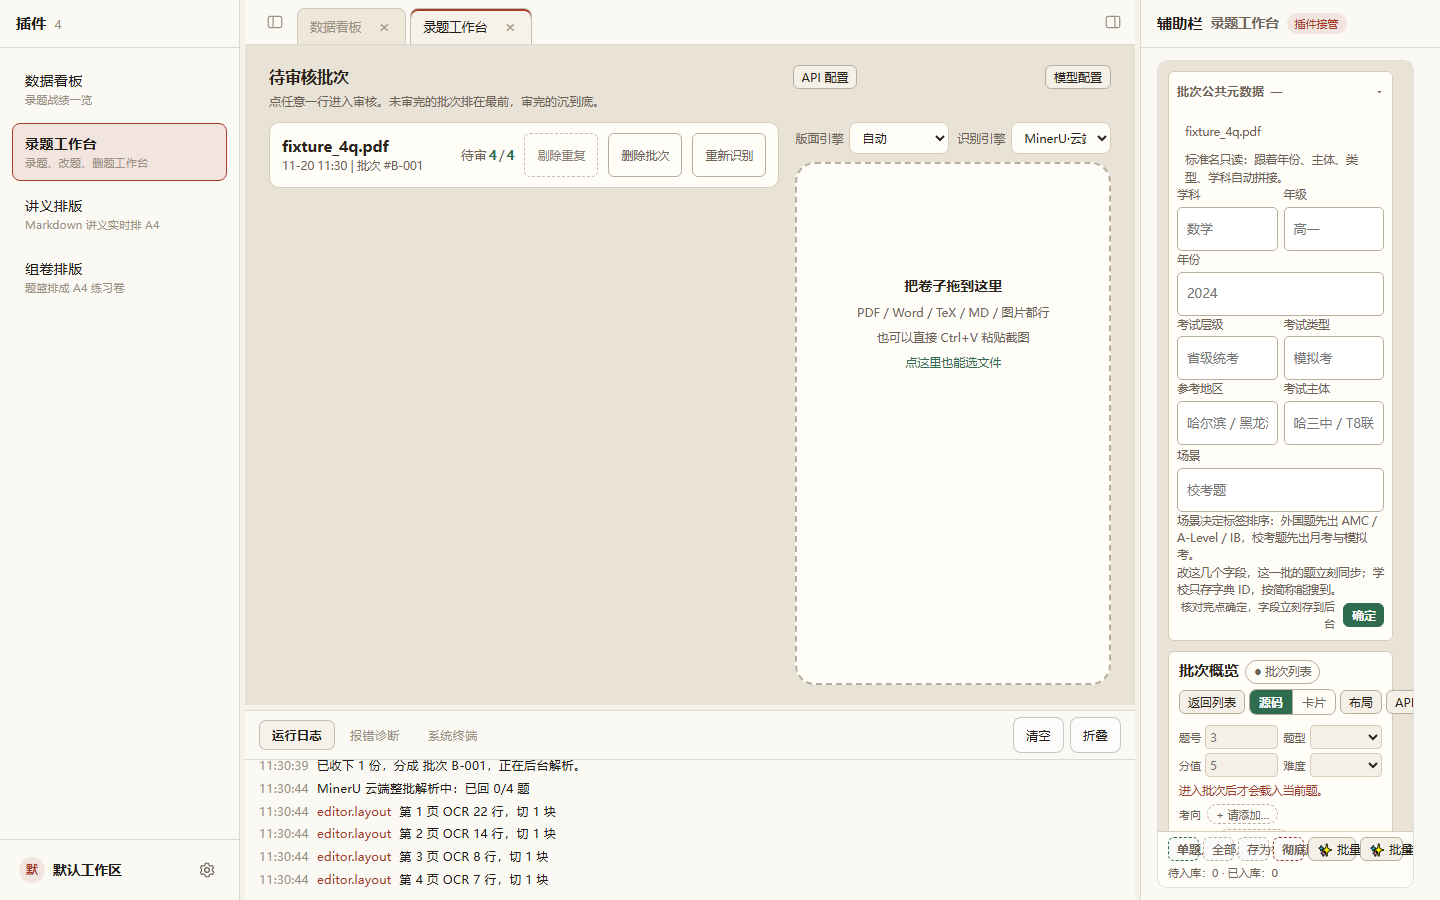 插件 4
数据看板
录题战绩一览
录题工作台
录题、改题、删题工作台
讲义排版
Markdown 讲义实时排 A4
组卷排版
题篮排成 A4 练习卷
默 默认工作区
数据看板 ×
录题工作台 ×
待审核批次
点任意一行进入审核。未审完的批次排在最前，审完的沉到底。
API 配置
模型配置
fixture_4q.pdf
11-20 11:30 | 批次 #B-001
待审 4 / 4
剔除重复
删除批次
重新识别
版面引擎 自动
识别引擎 MinerU·云端
把卷子拖到这里
PDF / Word / TeX / MD / 图片都行
也可以直接 Ctrl+V 粘贴截图
点这里也能选文件
运行日志
报错诊断
系统终端
清空
折叠
11:30:39 已收下 1 份，分成 批次 B-001，正在后台解析。
11:30:44 MinerU 云端整批解析中：已回 0/4 题
11:30:44 editor.layout 第 1 页 OCR 22 行，切 1 块
11:30:44 editor.layout 第 2 页 OCR 14 行，切 1 块
11:30:44 editor.layout 第 3 页 OCR 8 行，切 1 块
11:30:44 editor.layout 第 4 页 OCR 7 行，切 1 块
辅助栏 录题工作台 插件接管
批次公共元数据 —
fixture_4q.pdf
标准名只读：跟着年份、主体、类
型、学科自动拼接。
学科 年级
数学 高一
年份
2024
考试层级 考试类型
省级统考 模拟考
参考地区 考试主体
哈尔滨 / 黑龙江 哈三中 / T8联
场景
校考题
场景决定标签排序：外国题先出 AMC /
A-Level / IB，校考题先出月考与模拟
考。
改这几个字段，这一批的题立刻同步；学
校只存字典 ID，按简称能搜到。
核对完点确定，字段立刻存到后
台
确定
批次概览 ● 批次列表
返回列表 源码 卡片 布局 API
题号 3 题型
分值 5 难度
进入批次后才会载入当前题。
考向 + 请添加...
单题 全部 存为 彻底 ✨ 批量 ✨ 批量
待入库：0 · 已入库：0